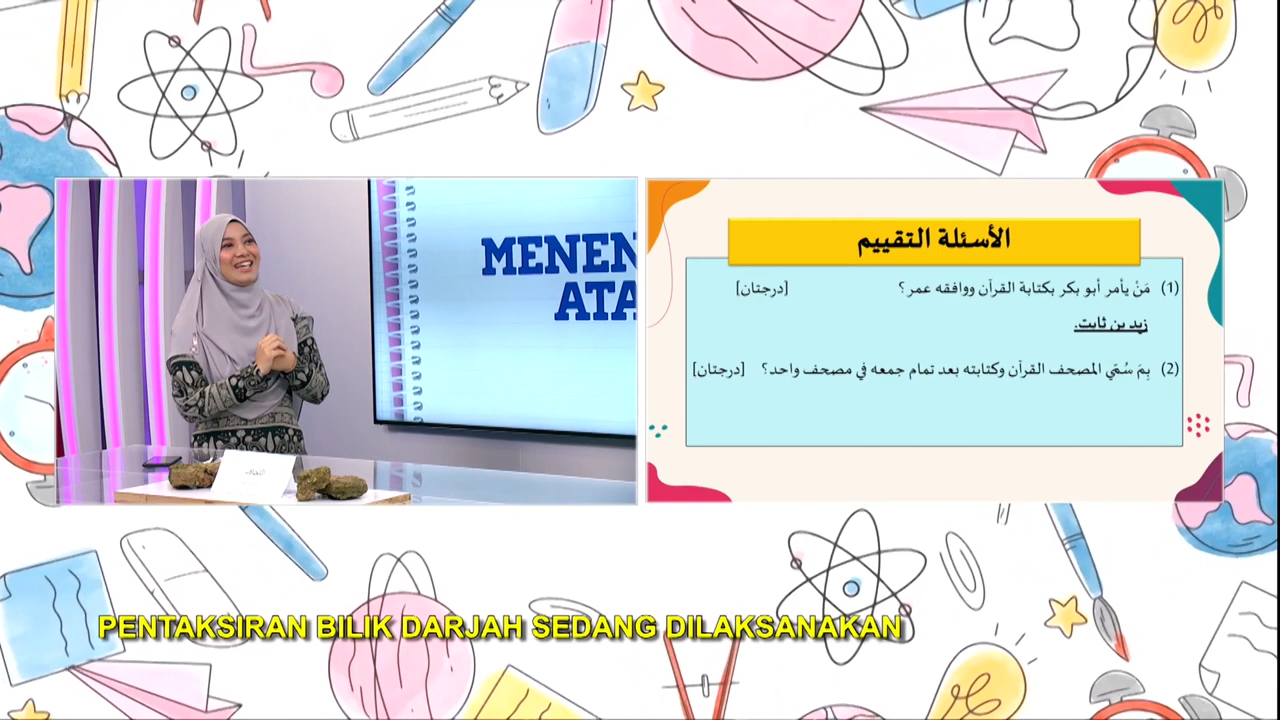 MENEN
ATA
الأسئلة التقييم
(1) مَنْ يأمر أبو بكر بكتابة القرآن ووافقه عمر؟ [درجتان]
زيد بن ثابت.
(2) بِمَ سُمّي المصحف القرآن وكتابته بعد تمام جمعه في مصحف واحد؟ [درجتان]
PENTAKSIRAN BILIK DARJAH SEDANG DILAKSANAKAN